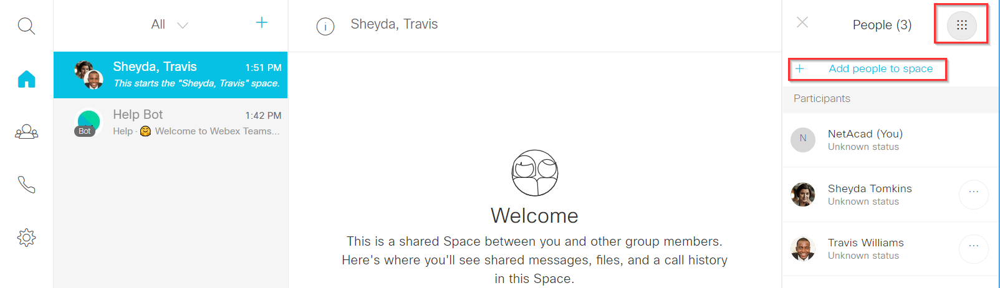 All
+
Sheyda, Travis
1:51 PM
This starts the "Sheyda, Travis" space.
Help Bot
1:42 PM
Bot
Help · 🤗 Welcome to Webex Teams...
i
Sheyda, Travis
Welcome
This is a shared Space between you and other group members.
Here's where you'll see shared messages, files, and a call history
in this Space.
People (3)
+ Add people to space
Participants
N
NetAcad (You)
Unknown status
Sheyda Tomkins
Unknown status
...
Travis Williams
Unknown status
...